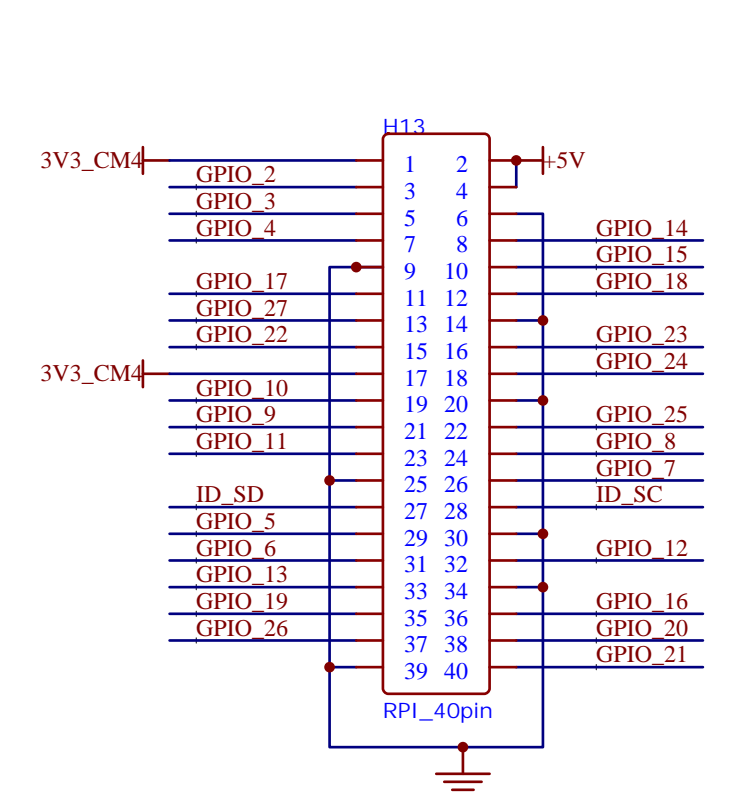 H13
3V3_CM4 1 2 +5V
GPIO_2 3 4
GPIO_3 5 6
GPIO_4 7 8 GPIO_14
9 10 GPIO_15
GPIO_17 11 12 GPIO_18
GPIO_27 13 14
GPIO_22 15 16 GPIO_23
3V3_CM4 17 18 GPIO_24
GPIO_10 19 20
GPIO_9 21 22 GPIO_25
GPIO_11 23 24 GPIO_8
25 26 GPIO_7
ID_SD 27 28 ID_SC
GPIO_5 29 30
GPIO_6 31 32 GPIO_12
GPIO_13 33 34
GPIO_19 35 36 GPIO_16
GPIO_26 37 38 GPIO_20
39 40 GPIO_21
RPI_40pin